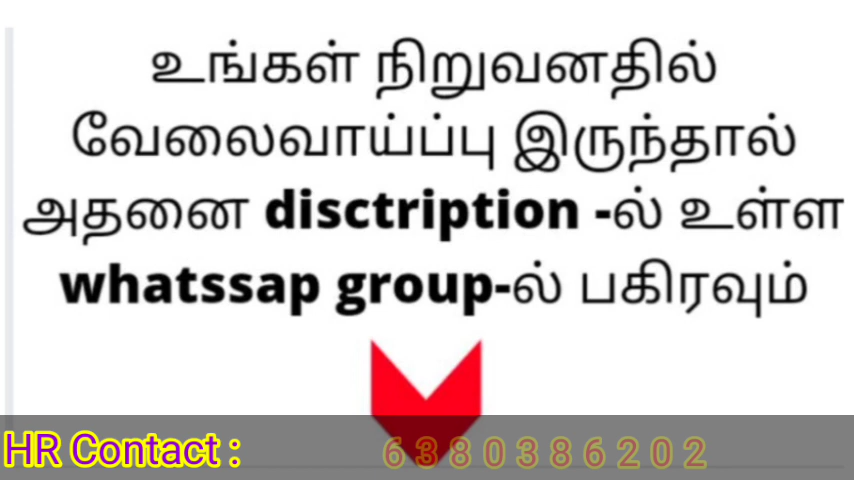 உங்கள் நிறுவனதில்
வேலைவாய்ப்பு இருந்தால்
அதனை disctription -ல் உள்ள
whatssap group-ல் பகிரவும்
HR Contact : 6380386202